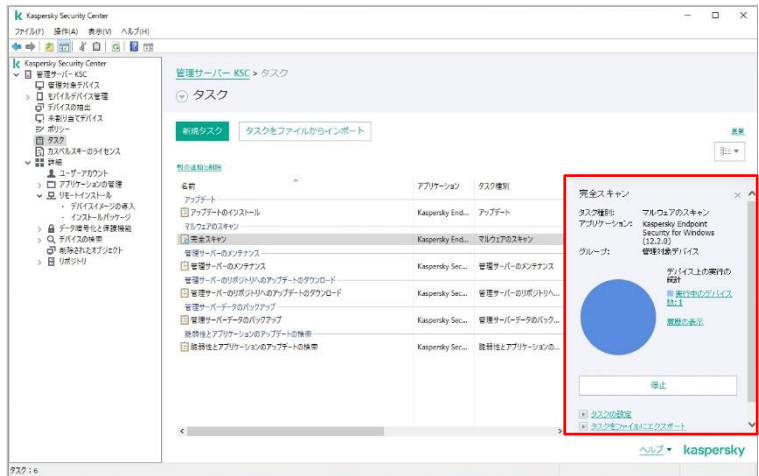 Kaspersky Security Center
ファイル(F) 操作(A) 表示(V) ヘルプ(H)
Kaspersky Security Center
管理サーバー KSC
管理対象デバイス
モバイルデバイス管理
デバイスの抽出
未割り当てデバイス
ポリシー
タスク
カスペルスキーのライセンス
詳細
ユーザーアカウント
アプリケーションの管理
リモートインストール
・ デバイスイメージの導入
・ インストールパッケージ
データ暗号化と保護機能
デバイスの検索
削除されたオブジェクト
リポジトリ
管理サーバー KSC > タスク
タスク
新規タスク タスクをファイルからインポート
更新
列の追加と削除
名前 アプリケーション タスク種別
アップデート
アップデートのインストール Kaspersky End... アップデート
マルウェアのスキャン
完全スキャン Kaspersky End... マルウェアのスキャン
管理サーバーのメンテナンス
管理サーバーのメンテナンス Kaspersky Sec... 管理サーバーのメンテナンス
管理サーバーのリポジトリへのアップデートのダウンロード
管理サーバーのリポジトリへのアップデートのダウンロード Kaspersky Sec... 管理サーバーのリポジトリへ...
管理サーバーデータのバックアップ
管理サーバーデータのバックアップ Kaspersky Sec... 管理サーバーデータのバック...
脆弱性とアプリケーションのアップデートの検索
脆弱性とアプリケーションのアップデートの検索 Kaspersky Sec... 脆弱性とアプリケーションの...
完全スキャン
タスク種別: マルウェアのスキャン
アプリケーション: Kaspersky Endpoint
Security for Windows
(12.2.0)
グループ: 管理対象デバイス
デバイス上の実行の
統計
実行中のデバイス
数:1
履歴の表示
停止
タスクの設定
タスクをファイルにエクスポート
ヘルプ kaspersky
タスク : 6